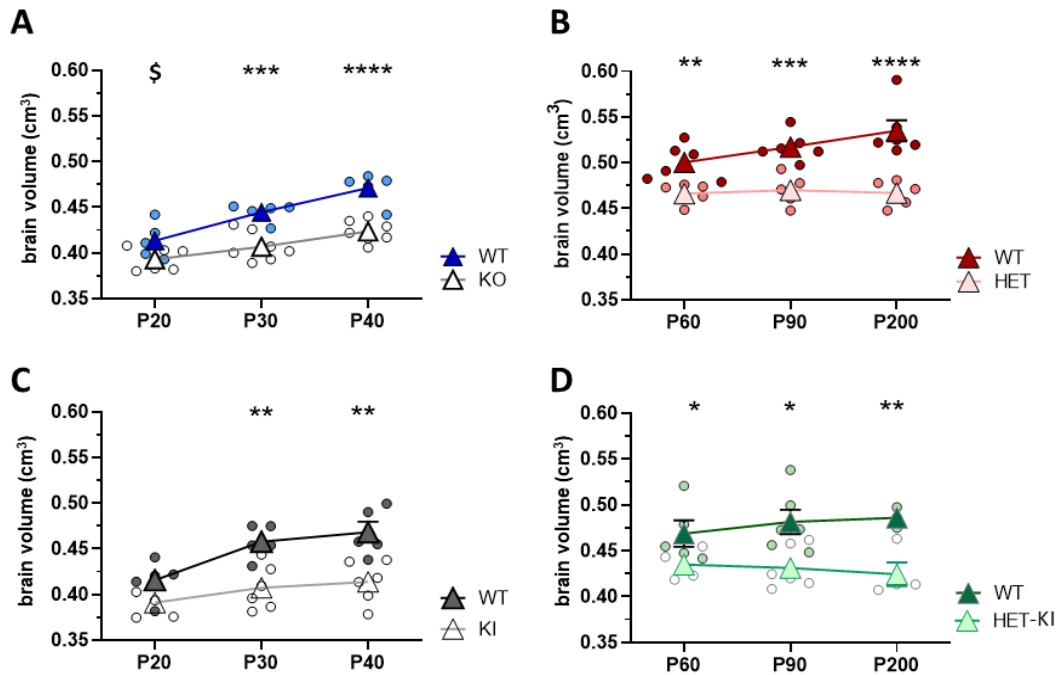 A
$ *** ****
brain volume (cm³)
0.60
0.55
0.50
0.45
0.40
0.35
P20 P30 P40
WT
KO
B
** *** ****
brain volume (cm³)
0.60
0.55
0.50
0.45
0.40
0.35
P60 P90 P200
WT
HET
C
** **
brain volume (cm³)
0.60
0.55
0.50
0.45
0.40
0.35
P20 P30 P40
WT
KI
D
* * **
brain volume (cm³)
0.60
0.55
0.50
0.45
0.40
0.35
P60 P90 P200
WT
HET-KI